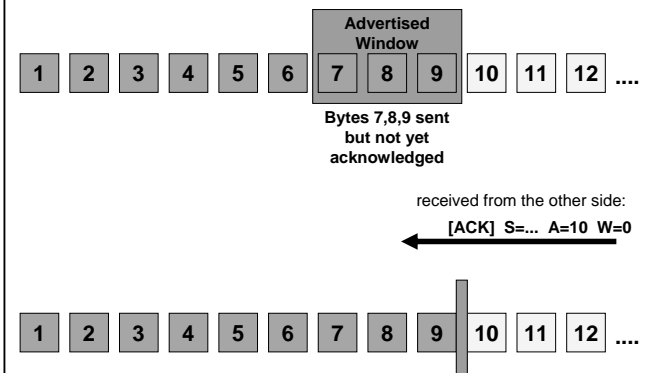 Advertised
Window
1 2 3 4 5 6 7 8 9 10 11 12 ....
Bytes 7,8,9 sent
but not yet
acknowledged
received from the other side:
[ACK] S=... A=10 W=0
1 2 3 4 5 6 7 8 9 10 11 12 ....